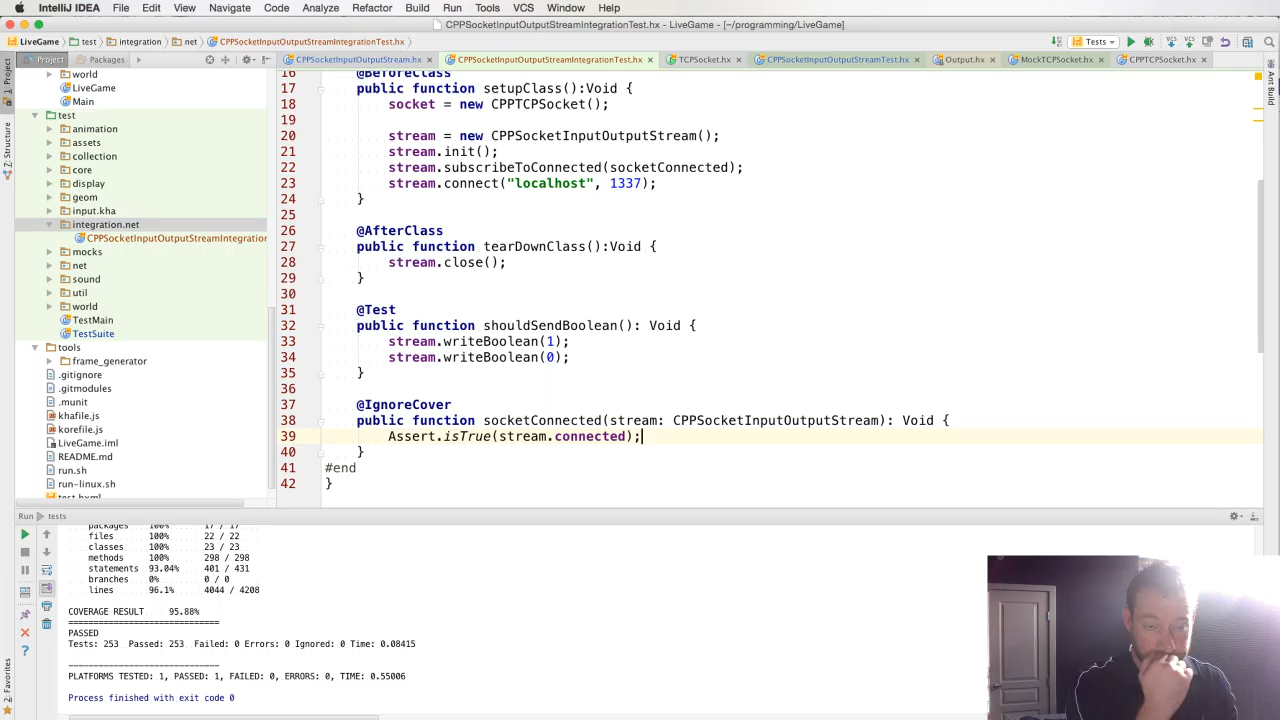 IntelliJ IDEA File Edit View Navigate Code Analyze Refactor Build Run Tools VCS Window Help
CPPSocketInputOutputStreamIntegrationTest.hx - LiveGame - [~/programming/LiveGame]
LiveGame test integration net CPPSocketInputOutputStreamIntegrationTest.hx Tests
Project Packages CPPSocketInputOutputStream.hx CPPSocketInputOutputStreamIntegrationTest.hx TCPSocket.hx CPPSocketInputOutputStreamTest.hx Output.hx MockTCPSocket.hx CPPTCPSocket.hx
1: Project
7: Structure
2: Favorites
Ant Build
world
LiveGame
Main
test
animation
assets
collection
core
display
geom
input.kha
integration.net
CPPSocketInputOutputStreamIntegration
mocks
net
sound
util
world
TestMain
TestSuite
tools
frame_generator
.gitignore
.gitmodules
.munit
khafile.js
korefile.js
LiveGame.iml
README.md
run.sh
run-linux.sh
test.hxml
16 @BeforeClass
17 public function setupClass():Void {
18 socket = new CPPTCPSocket();
19
20 stream = new CPPSocketInputOutputStream();
21 stream.init();
22 stream.subscribeToConnected(socketConnected);
23 stream.connect("localhost", 1337);
24 }
25
26 @AfterClass
27 public function tearDownClass():Void {
28 stream.close();
29 }
30
31 @Test
32 public function shouldSendBoolean(): Void {
33 stream.writeBoolean(1);
34 stream.writeBoolean(0);
35 }
36
37 @IgnoreCover
38 public function socketConnected(stream: CPPSocketInputOutputStream): Void {
39 Assert.isTrue(stream.connected);
40 }
41 #end
42 }
Run tests
packages 100% 17 / 17
files 100% 22 / 22
classes 100% 23 / 23
methods 100% 298 / 298
statements 93.04% 401 / 431
branches 0% 0 / 0
lines 96.1% 4044 / 4208
COVERAGE RESULT 95.88%
==============================
PASSED
Tests: 253 Passed: 253 Failed: 0 Errors: 0 Ignored: 0 Time: 0.08415
------------------------------
PLATFORMS TESTED: 1, PASSED: 1, FAILED: 0, ERRORS: 0, TIME: 0.55006
Process finished with exit code 0